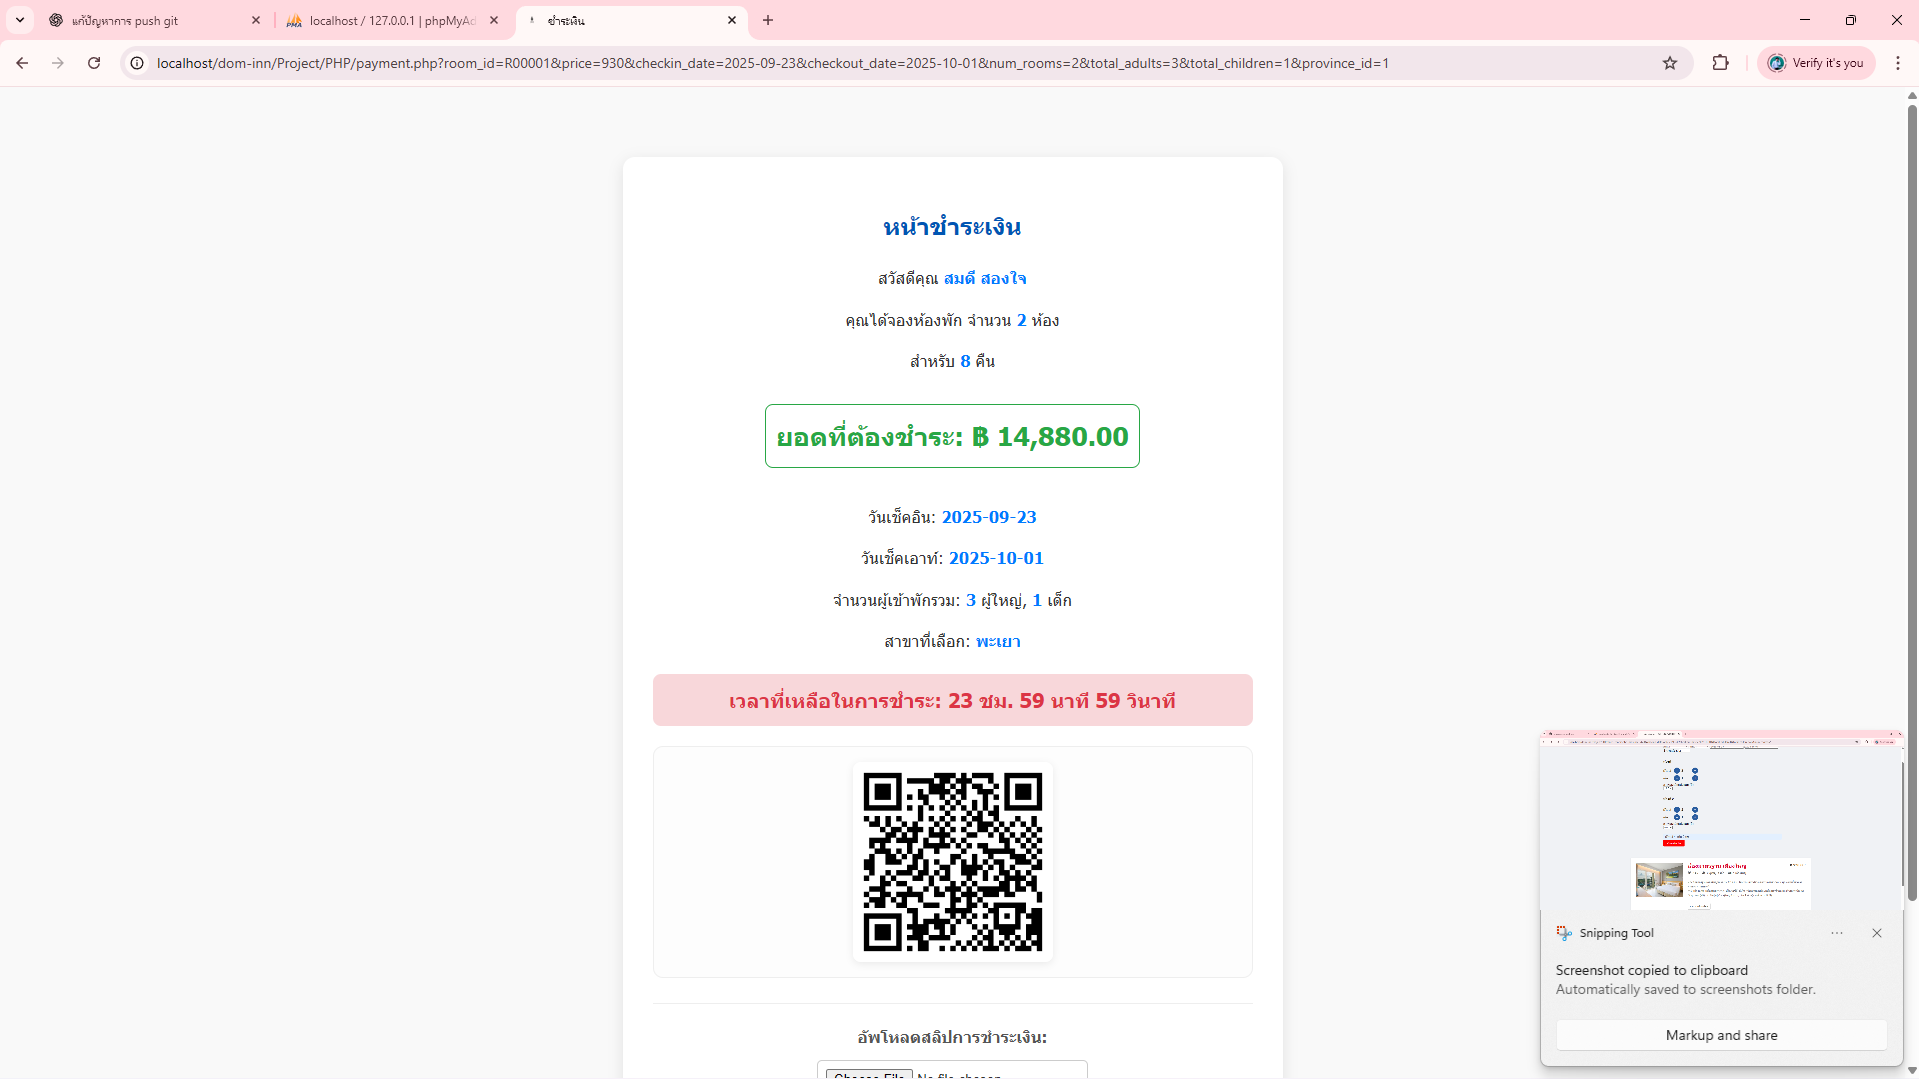 แก้ปัญหาการ push git
localhost / 127.0.0.1 | phpMyAd
ชำระเงิน
localhost/dom-inn/Project/PHP/payment.php?room_id=R00001&price=930&checkin_date=2025-09-23&checkout_date=2025-10-01&num_rooms=2&total_adults=3&total_children=1&province_id=1
Verify it's you
หน้าชำระเงิน
สวัสดีคุณ สมดี สองใจ
คุณได้จองห้องพัก จำนวน 2 ห้อง
สำหรับ 8 คืน
ยอดที่ต้องชำระ: ฿ 14,880.00
วันเช็คอิน: 2025-09-23
วันเช็คเอาท์: 2025-10-01
จำนวนผู้เข้าพักรวม: 3 ผู้ใหญ่, 1 เด็ก
สาขาที่เลือก: พะเยา
เวลาที่เหลือในการชำระ: 23 ชม. 59 นาที 59 วินาที
อัพโหลดสลิปการชำระเงิน:
Choose File No file chosen
Snipping Tool
Screenshot copied to clipboard
Automatically saved to screenshots folder.
Markup and share